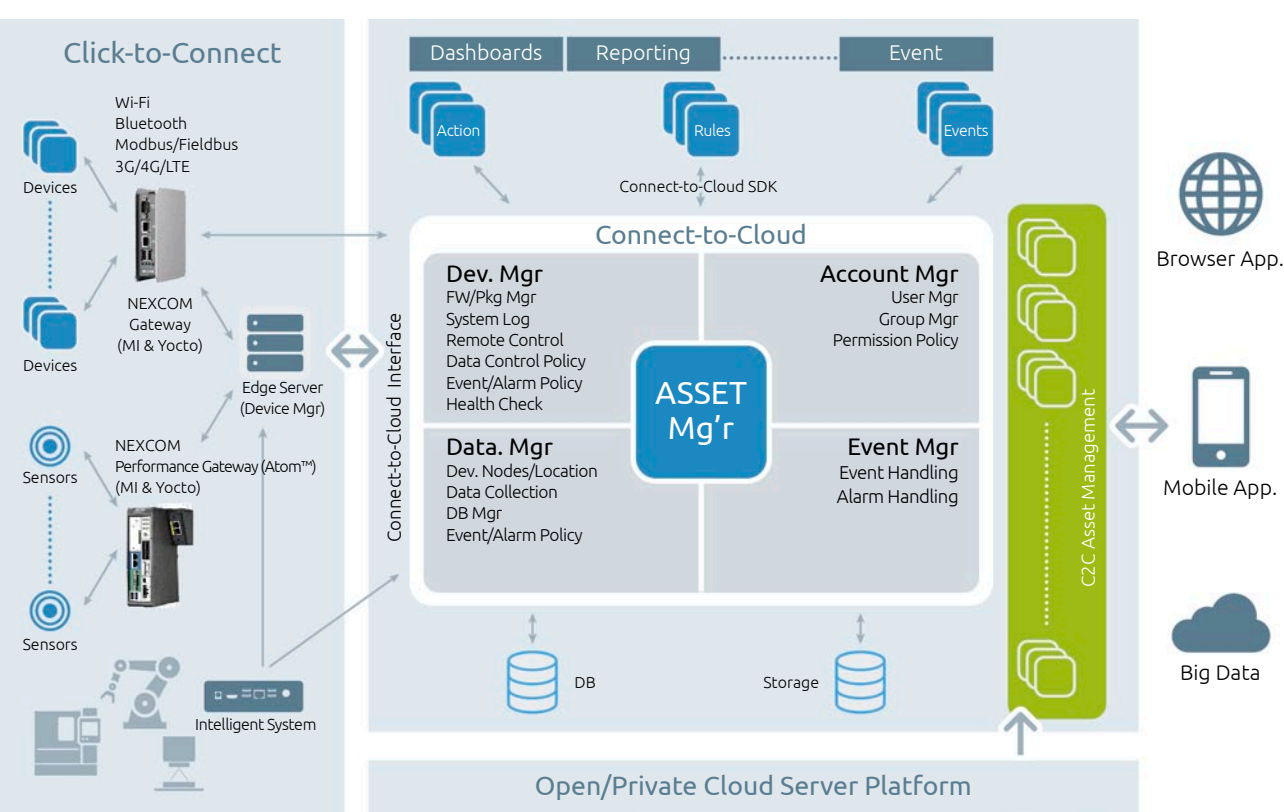 Click-to-Connect
Wi-Fi
Bluetooth
Modbus/Fieldbus
3G/4G/LTE
Devices
Devices
NEXCOM
Gateway
(MI & Yocto)
Edge Server
(Device Mgr)
NEXCOM
Performance Gateway (Atom™)
(MI & Yocto)
Sensors
Sensors
Intelligent System
Dashboards
Reporting
Event
Action
Rules
Events
Connect-to-Cloud SDK
Connect-to-Cloud Interface
Connect-to-Cloud
Dev. Mgr
FW/Pkg Mgr
System Log
Remote Control
Data Control Policy
Event/Alarm Policy
Health Check
Account Mgr
User Mgr
Group Mgr
Permission Policy
ASSET
Mg'r
Data. Mgr
Dev. Nodes/Location
Data Collection
DB Mgr
Event/Alarm Policy
Event Mgr
Event Handling
Alarm Handling
DB
Storage
C2C Asset Management
Browser App.
Mobile App.
Big Data
Open/Private Cloud Server Platform